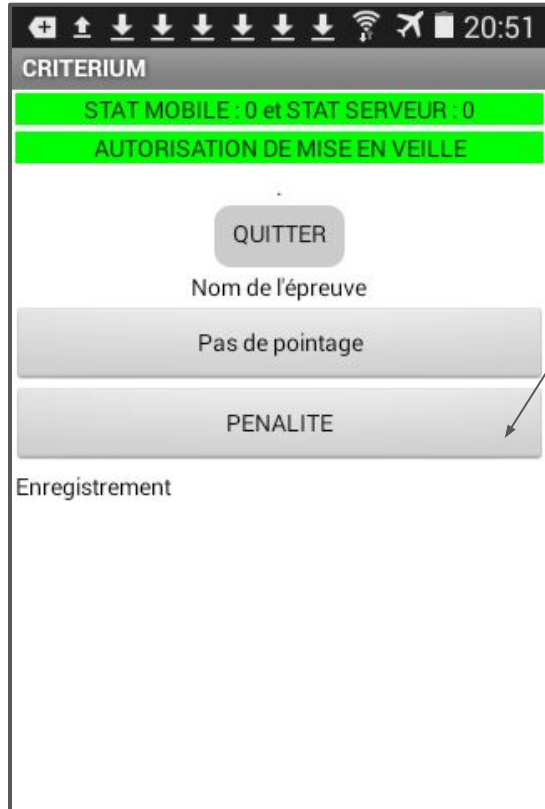 20:51
CRITERIUM
STAT MOBILE : 0 et STAT SERVEUR : 0
AUTORISATION DE MISE EN VEILLE
.
QUITTER
Nom de l'épreuve
Pas de pointage
PENALITE
Enregistrement